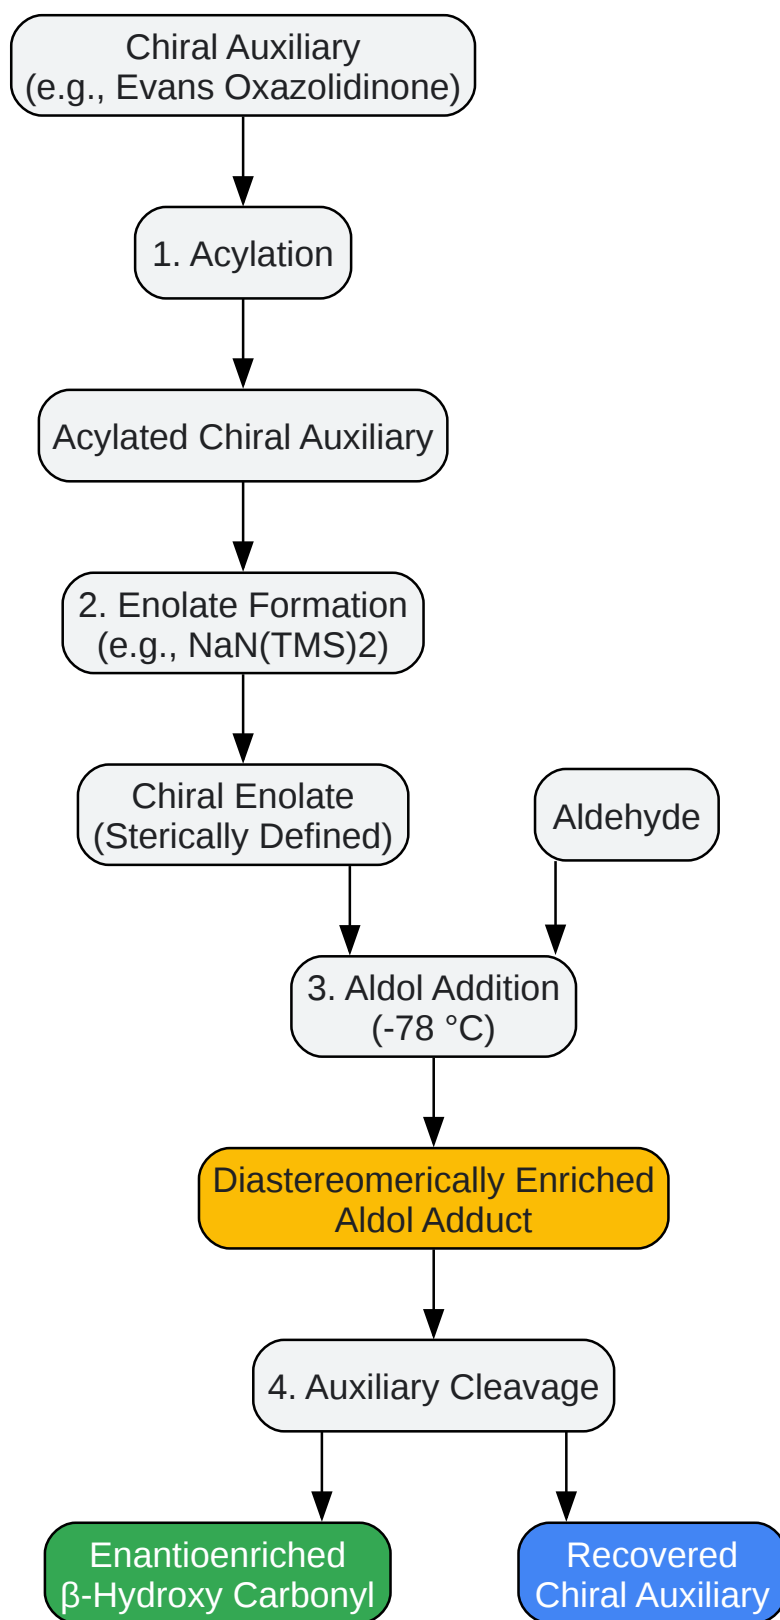 Chiral Auxiliary
(e.g., Evans Oxazolidinone)
1. Acylation
Acylated Chiral Auxiliary
2. Enolate Formation
(e.g., NaN(TMS)2)
Chiral Enolate
(Sterically Defined)
Aldehyde
3. Aldol Addition
(-78 °C)
Diastereomerically Enriched
Aldol Adduct
4. Auxiliary Cleavage
Enantioenriched
β-Hydroxy Carbonyl
Recovered
Chiral Auxiliary